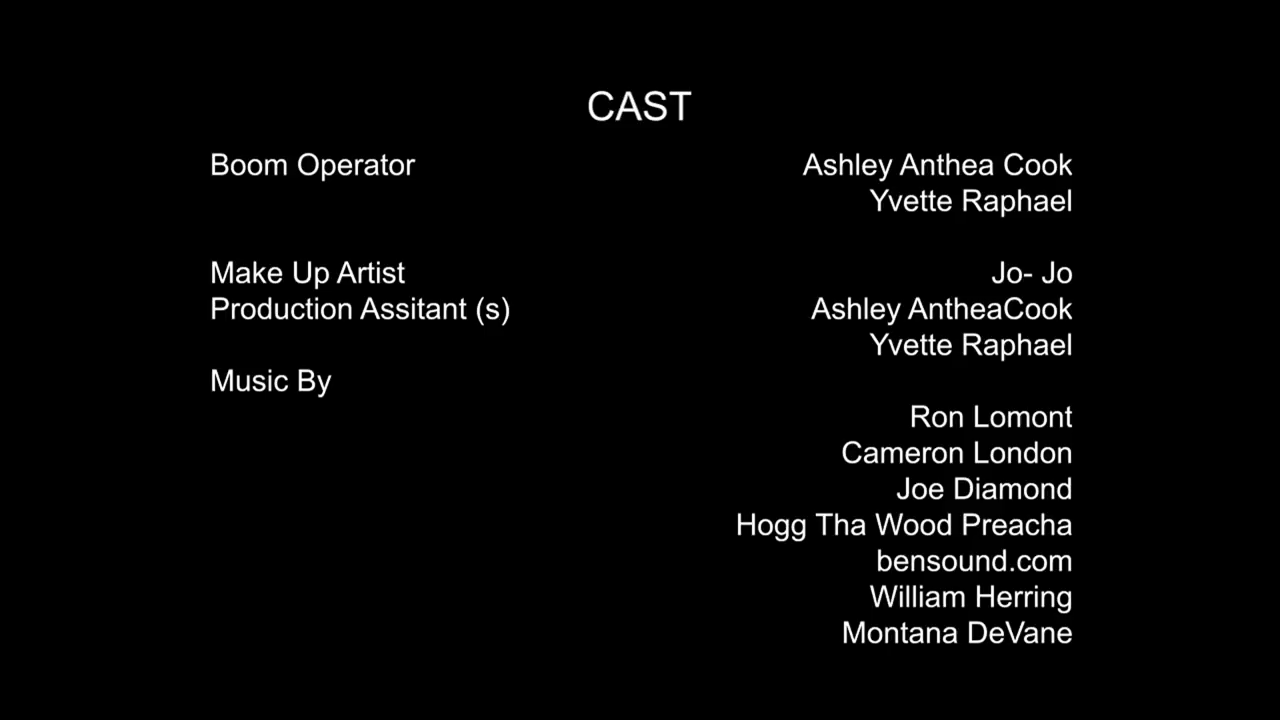 CAST
Boom Operator Ashley Anthea Cook
Yvette Raphael
Make Up Artist Jo- Jo
Production Assitant (s) Ashley AntheaCook
Yvette Raphael
Music By
Ron Lomont
Cameron London
Joe Diamond
Hogg Tha Wood Preacha
bensound.com
William Herring
Montana DeVane